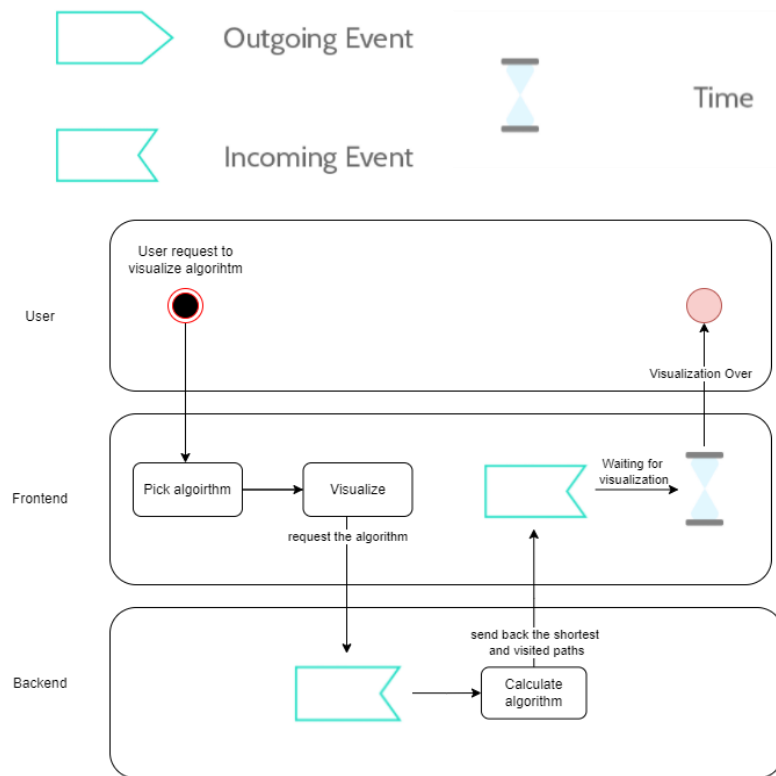 Outgoing Event
Time
Incoming Event
User request to
visualize algorihtm
User
Visualization Over
Frontend
Pick algoirthm
Visualize
Waiting for
visualization
request the algorithm
send back the shortest
and visited paths
Backend
Calculate
algorithm